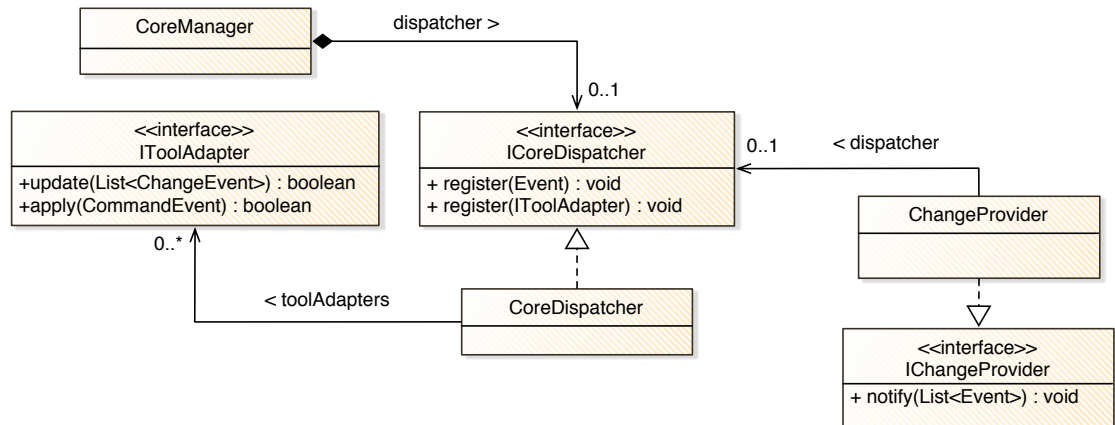 CoreManager
dispatcher >
0..1
<<interface>>
IToolAdapter
+update(List<ChangeEvent>) : boolean
+apply(CommandEvent) : boolean
<<interface>>
ICoreDispatcher
+ register(Event) : void
+ register(IToolAdapter) : void
0..1
< dispatcher
ChangeProvider
0..*
< toolAdapters
CoreDispatcher
<<interface>>
IChangeProvider
+ notify(List<Event>) : void